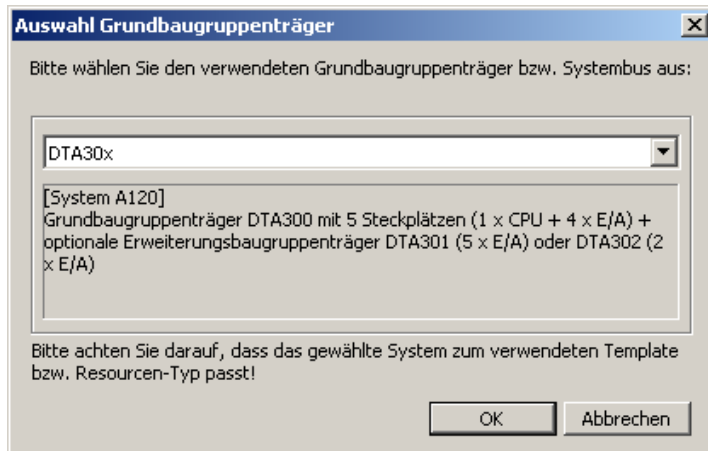 Auswahl Grundbaugruppenträger
Bitte wählen Sie den verwendeten Grundbaugruppenträger bzw. Systembus aus:
DTA30x
[System A120]
Grundbaugruppenträger DTA300 mit 5 Steckplätzen (1 x CPU + 4 x E/A) +
optionale Erweiterungsbaugruppenträger DTA301 (5 x E/A) oder DTA302 (2
x E/A)
Bitte achten Sie darauf, dass das gewählte System zum verwendeten Template
bzw. Resourcen-Typ passt!
OK
Abbrechen